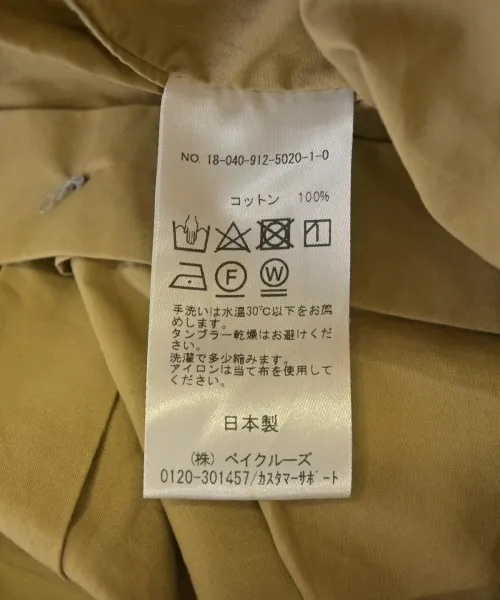 NO. 18-040-912-5020-1-0
コットン 100%
F W
手洗いは水温30℃以下をお薦
めします。
タンブラー乾燥はお避けくだ
さい。
洗濯で多少縮みます。
アイロンは当て布を使用して
ください。
日本製
(株) ベイクルーズ
0120-301457/カスタマーサポート